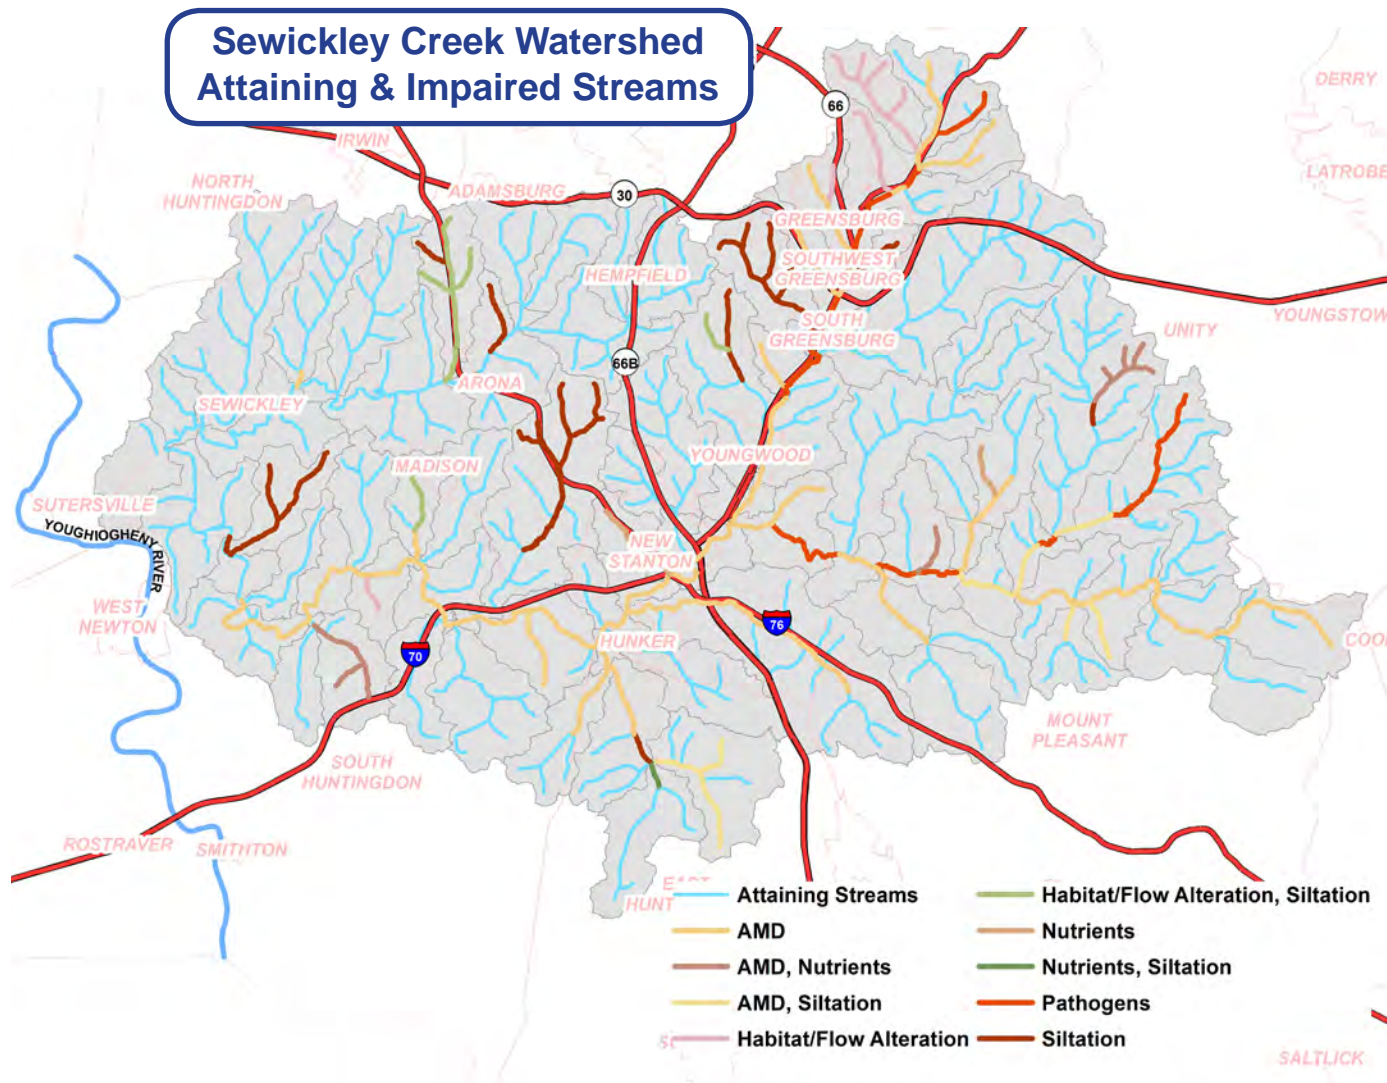 Sewickley Creek Watershed
Attaining & Impaired Streams
DERRY
66
IRWIN
LATROBE
NORTH
HUNTINGDON
ADAMSBURG
30
GREENSBURG
HEMPFIELD
SOUTHWEST
GREENSBURG
YOUNGSTOW
UNITY
SOUTH
GREENSBURG
66B
ARONA
SEWICKLEY
YOUNGWOOD
MADISON
SUTERSVILLE
YOUGHIOGHENY RIVER
NEW
STANTON
WEST
NEWTON
76
HUNKER
COO
70
MOUNT
PLEASANT
SOUTH
HUNTINGDON
ROSTRAVER
SMITHTON
HUNT
Attaining Streams
AMD
AMD, Nutrients
AMD, Siltation
Habitat/Flow Alteration
Habitat/Flow Alteration, Siltation
Nutrients
Nutrients, Siltation
Pathogens
Siltation
SALTLICK